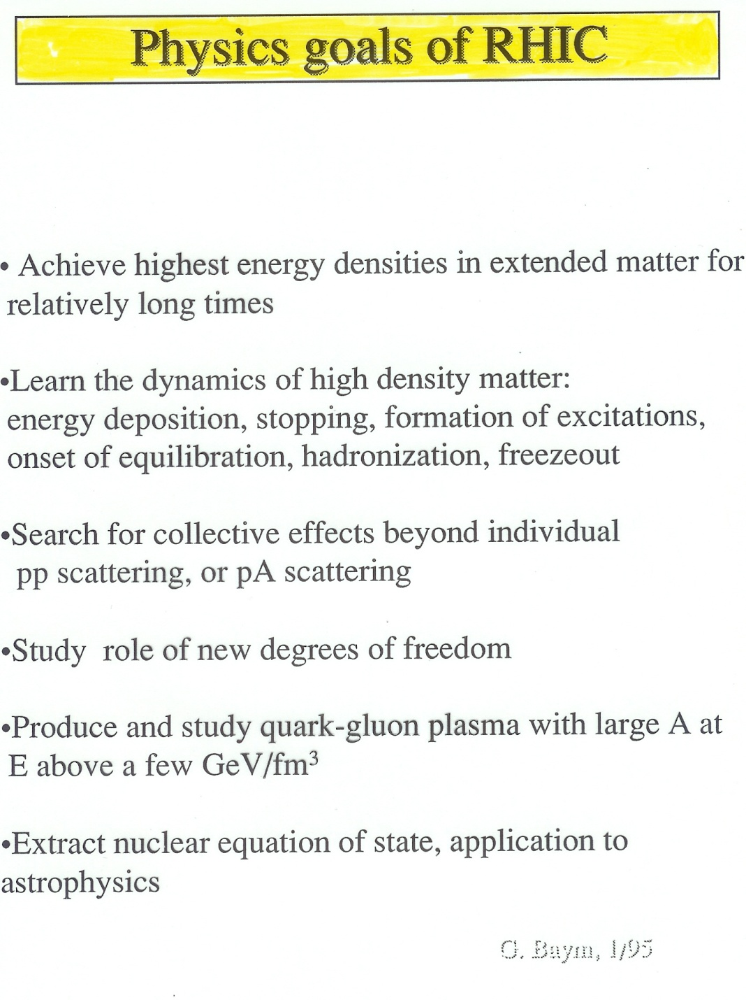 Physics goals of RHIC
• Achieve highest energy densities in extended matter for
relatively long times
•Learn the dynamics of high density matter:
energy deposition, stopping, formation of excitations,
onset of equilibration, hadronization, freezeout
•Search for collective effects beyond individual
pp scattering, or pA scattering
•Study role of new degrees of freedom
•Produce and study quark-gluon plasma with large A at
E above a few GeV/fm³
•Extract nuclear equation of state, application to
astrophysics
G. Baym, 1/95